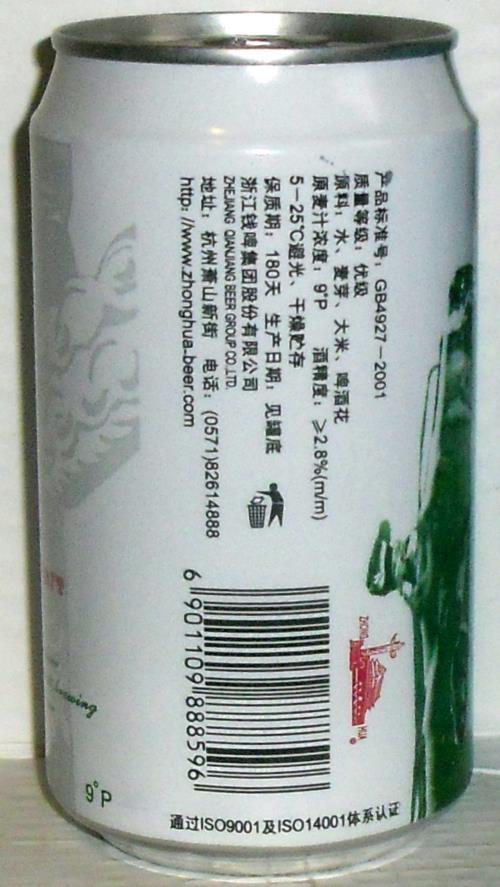 产品标准号：GB4927－2001
质量等级：优级
原料：水、麦芽、大米、啤酒花
原麦汁浓度：9°P 酒精度：≥2.8%(m/m)
5－25℃避光、干燥贮存
保质期：180天 生产日期：见罐底
浙江钱啤集团股份有限公司
ZHEJIANG QIANJIANG BEER GROUP CO.,LTD.
地址：杭州萧山新街 电话：(0571)82614888
http://www.zhonghua-beer.com
6 901109 888596
ZHONG HUA
®
通过ISO9001及ISO14001体系认证
brewing
9°P